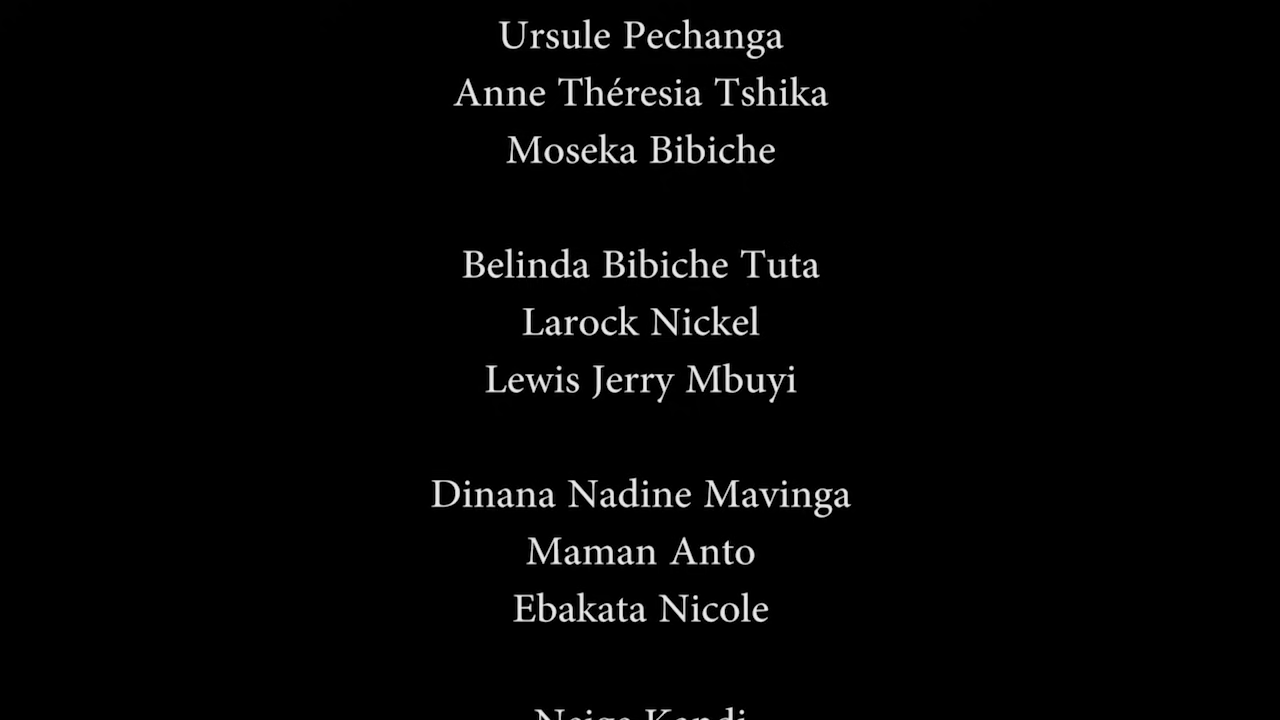 Ursule Pechanga
Anne Théresia Tshika
Moseka Bibiche
Belinda Bibiche Tuta
Larock Nickel
Lewis Jerry Mbuyi
Dinana Nadine Mavinga
Maman Anto
Ebakata Nicole